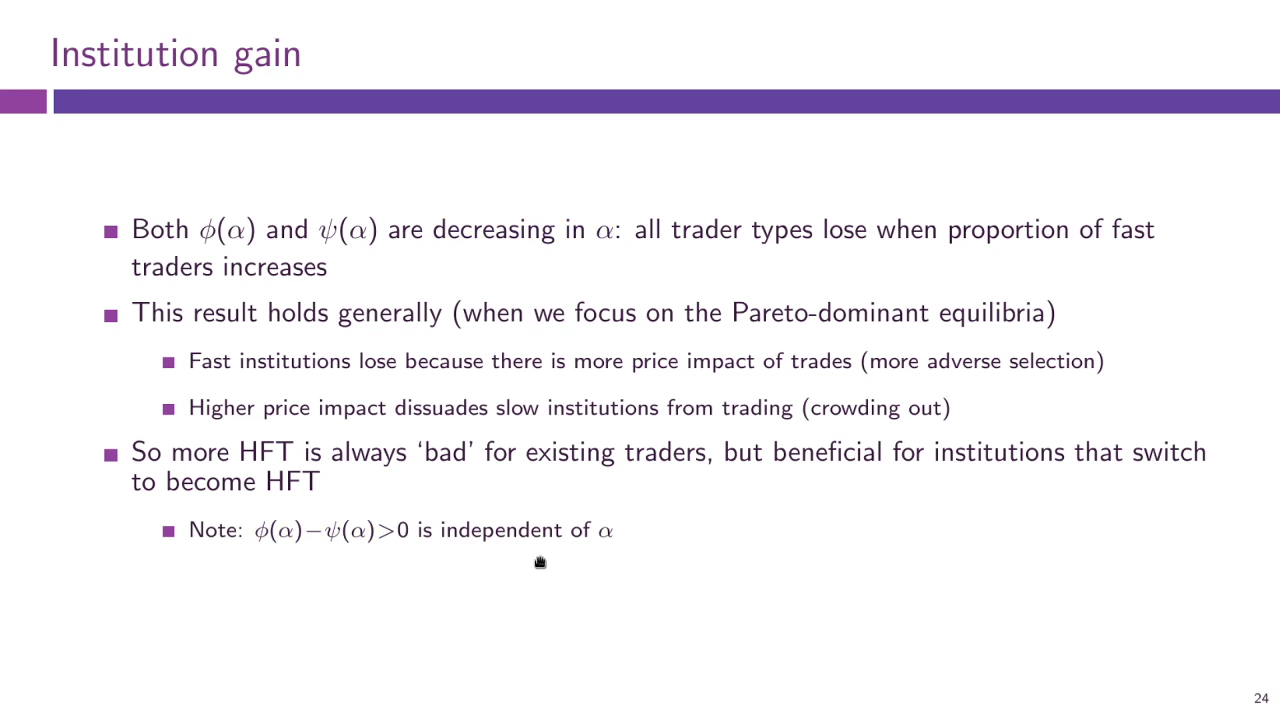 Institution gain
Both ϕ(α) and ψ(α) are decreasing in α: all trader types lose when proportion of fast
traders increases
This result holds generally (when we focus on the Pareto-dominant equilibria)
Fast institutions lose because there is more price impact of trades (more adverse selection)
Higher price impact dissuades slow institutions from trading (crowding out)
So more HFT is always ‘bad’ for existing traders, but beneficial for institutions that switch
to become HFT
Note: ϕ(α)−ψ(α)>0 is independent of α
24